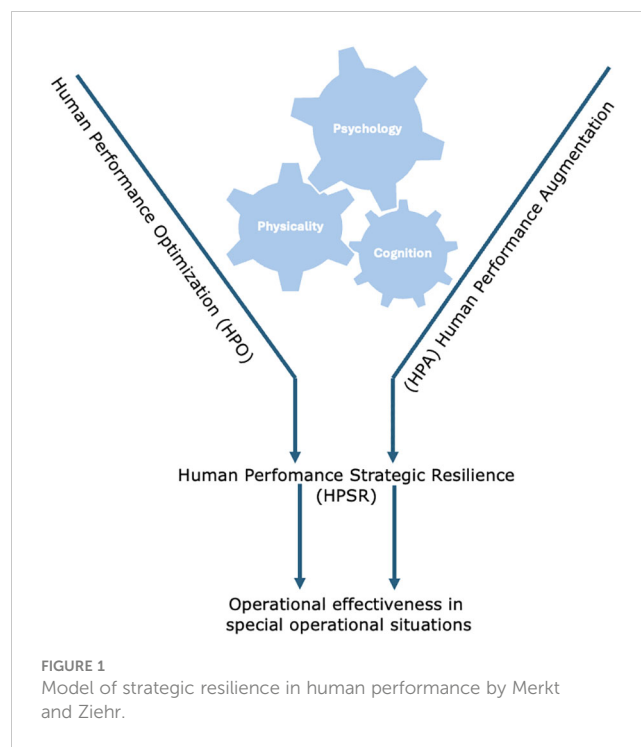 Psychology
Human Performance Optimization (HPO)
(HPA) Human Performance Augmentation
Physicality
Cognition
Human Perfomance Strategic Resilience
(HPSR)
Operational effectiveness in
special operational situations
FIGURE 1
Model of strategic resilience in human performance by Merkt
and Ziehr.